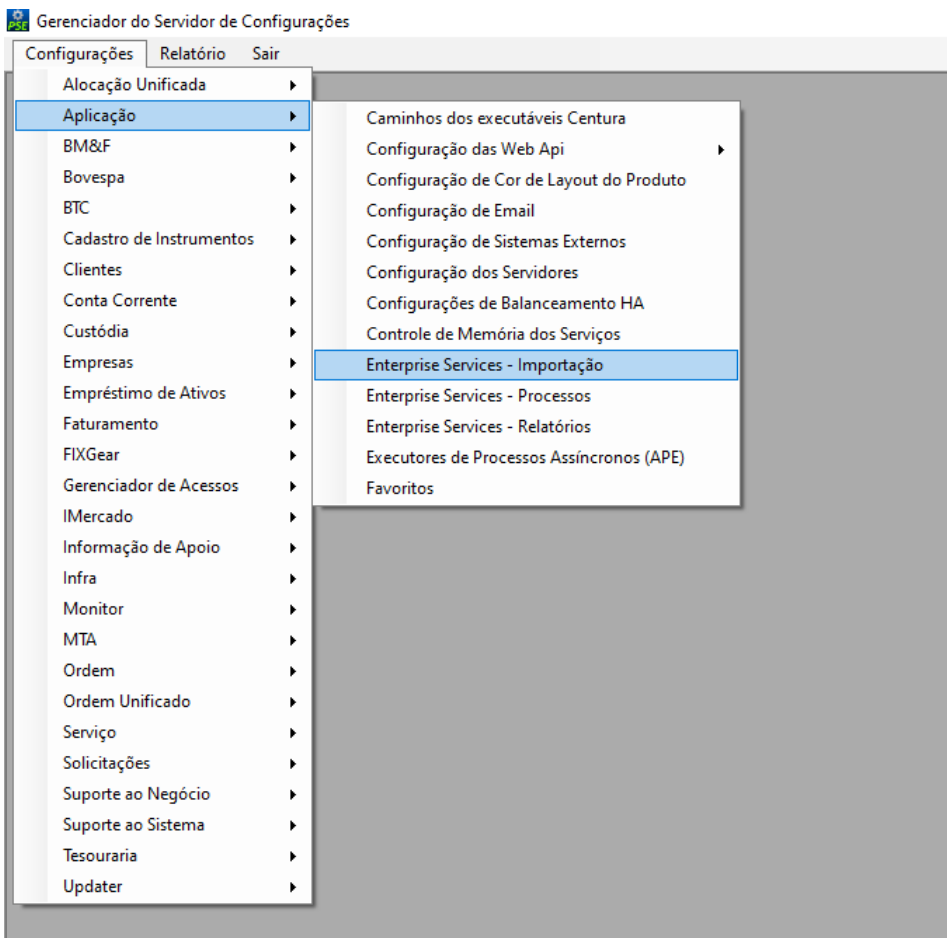 PSE
Gerenciador do Servidor de Configurações
Configurações Relatório Sair
Alocação Unificada
Aplicação
BM&F
Bovespa
BTC
Cadastro de Instrumentos
Clientes
Conta Corrente
Custódia
Empresas
Empréstimo de Ativos
Faturamento
FIXGear
Gerenciador de Acessos
IMercado
Informação de Apoio
Infra
Monitor
MTA
Ordem
Ordem Unificado
Serviço
Solicitações
Suporte ao Negócio
Suporte ao Sistema
Tesouraria
Updater
Caminhos dos executáveis Centura
Configuração das Web Api
Configuração de Cor de Layout do Produto
Configuração de Email
Configuração de Sistemas Externos
Configuração dos Servidores
Configurações de Balanceamento HA
Controle de Memória dos Serviços
Enterprise Services - Importação
Enterprise Services - Processos
Enterprise Services - Relatórios
Executores de Processos Assíncronos (APE)
Favoritos